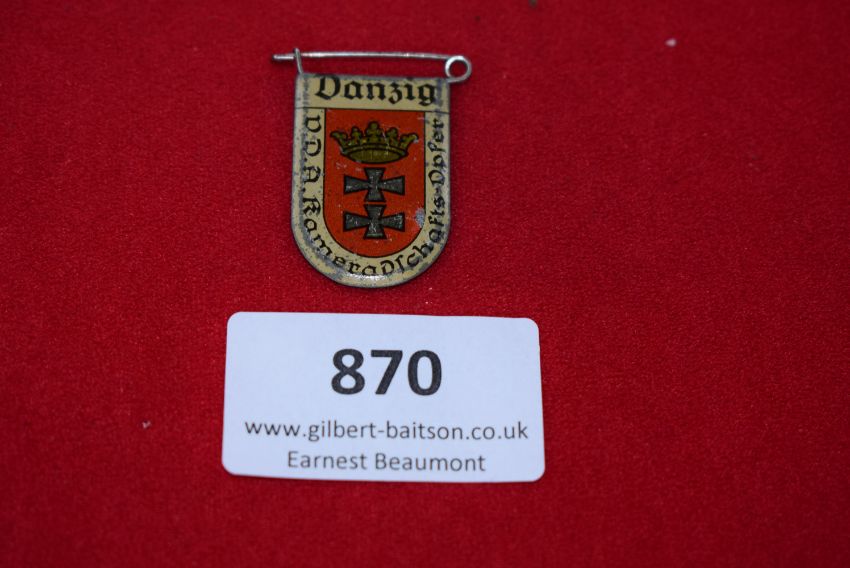 Danzig
V D A Kameradschafts-Opfer
870
www.gilbert-baitson.co.uk
Earnest Beaumont